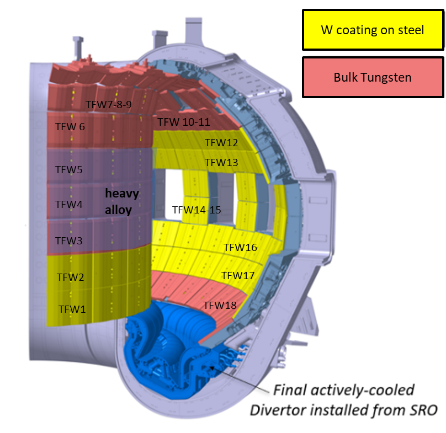 W coating on steel
Bulk Tungsten
TFW7-8-9
TFW 6
TFW 10-11
TFW12
TFW13
TFW5
heavy
alloy
TFW4
TFW14-15
TFW3
TFW16
TFW2
TFW17
TFW1
TFW18
Final actively-cooled
Divertor installed from SRO